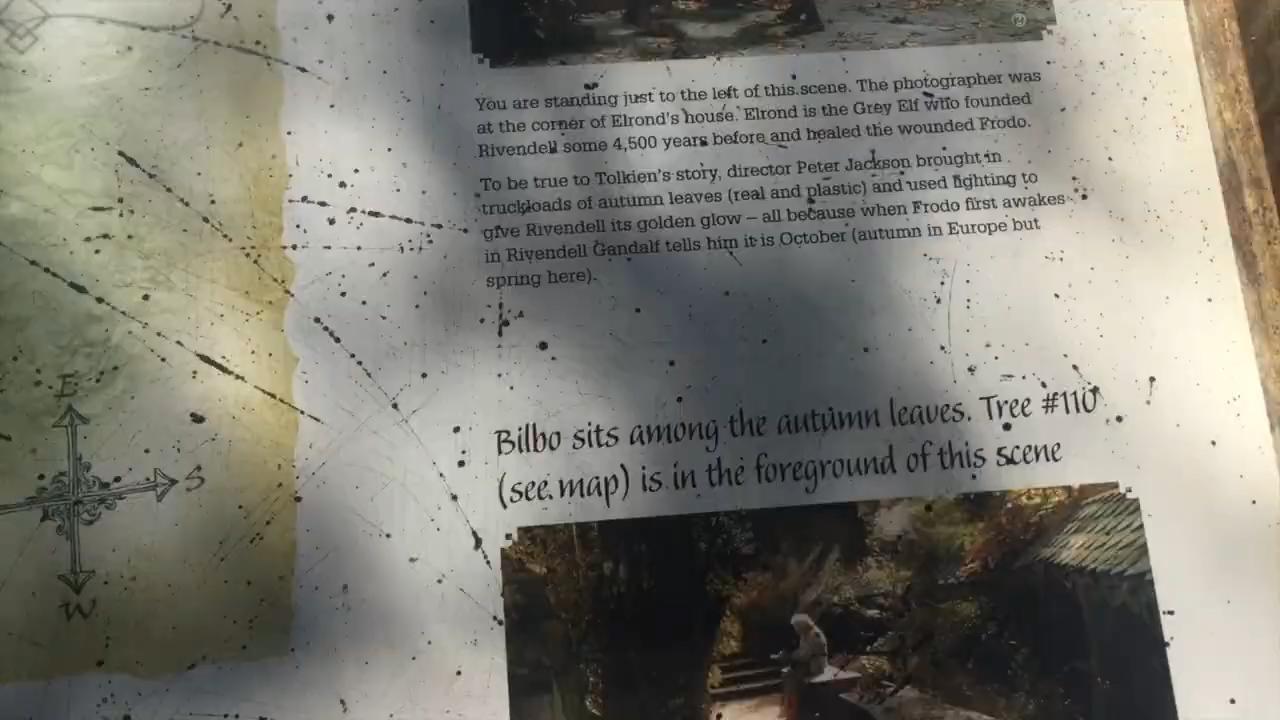 You are standing just to the left of this scene. The photographer was
at the corner of Elrond's house. Elrond is the Grey Elf who founded
Rivendell some 4,500 years before and healed the wounded Frodo.
To be true to Tolkien's story, director Peter Jackson brought in
truckloads of autumn leaves (real and plastic) and used lighting to
give Rivendell its golden glow – all because when Frodo first awakes
in Rivendell Gandalf tells him it is October (autumn in Europe but
spring here).
Bilbo sits among the autumn leaves. Tree #110
(see map) is in the foreground of this scene
E
S
W